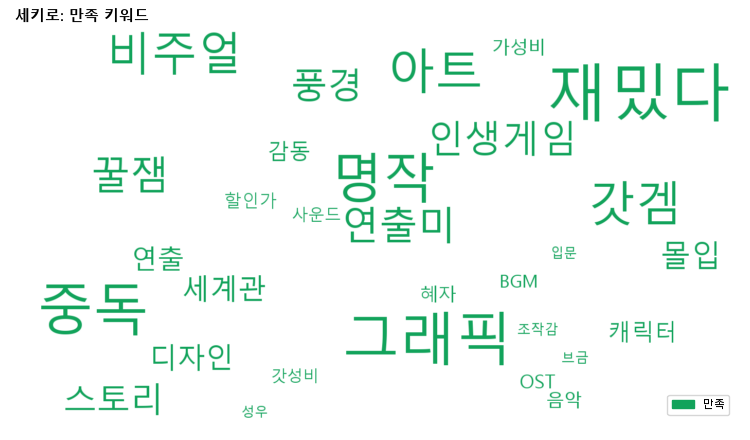 세키로: 만족 키워드
비주얼
가성비
아트
풍경
재밌다
인생게임
감동
명작
꿀잼
갓겜
할인가
사운드
연출미
연출
입문
몰입
세계관
BGM
혜자
중독
그래픽
조작감
캐릭터
디자인
브금
갓성비
OST
스토리
음악
성우
만족